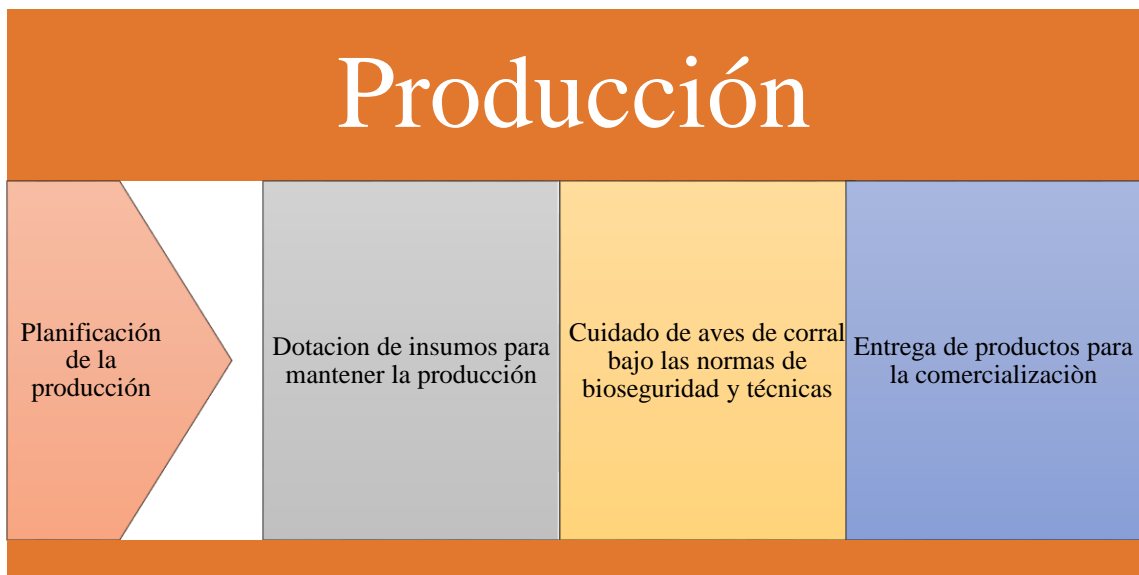 Producción
Planificación
de la
producción
Dotacion de insumos para
mantener la producción
Cuidado de aves de corral
bajo las normas de
bioseguridad y técnicas
Entrega de productos para
la comercializaciòn